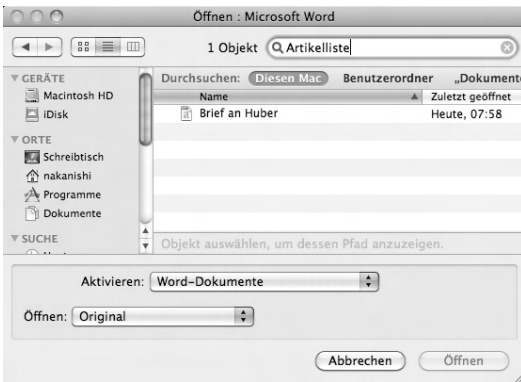 Öffnen : Microsoft Word
1 Objekt Artikelliste
GERÄTE
Macintosh HD
iDisk
ORTE
Schreibtisch
nakanishi
Programme
Dokumente
SUCHE
Durchsuchen: Diesen Mac Benutzerordner „Dokument
Name Zuletzt geöffnet
Brief an Huber Heute, 07:58
Objekt auswählen, um dessen Pfad anzuzeigen.
Aktivieren: Word-Dokumente
Öffnen: Original
Abbrechen Öffnen